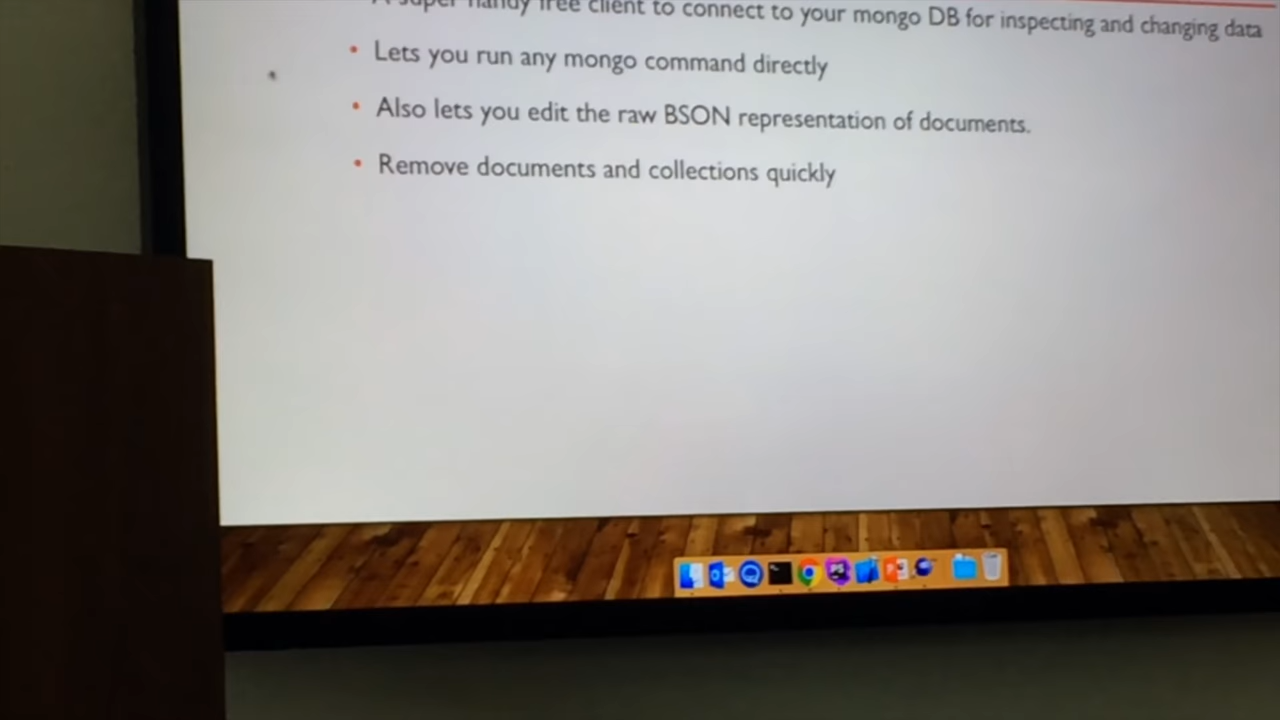 A super handy free client to connect to your mongo DB for inspecting and changing data
• Lets you run any mongo command directly
• Also lets you edit the raw BSON representation of documents.
• Remove documents and collections quickly
PS